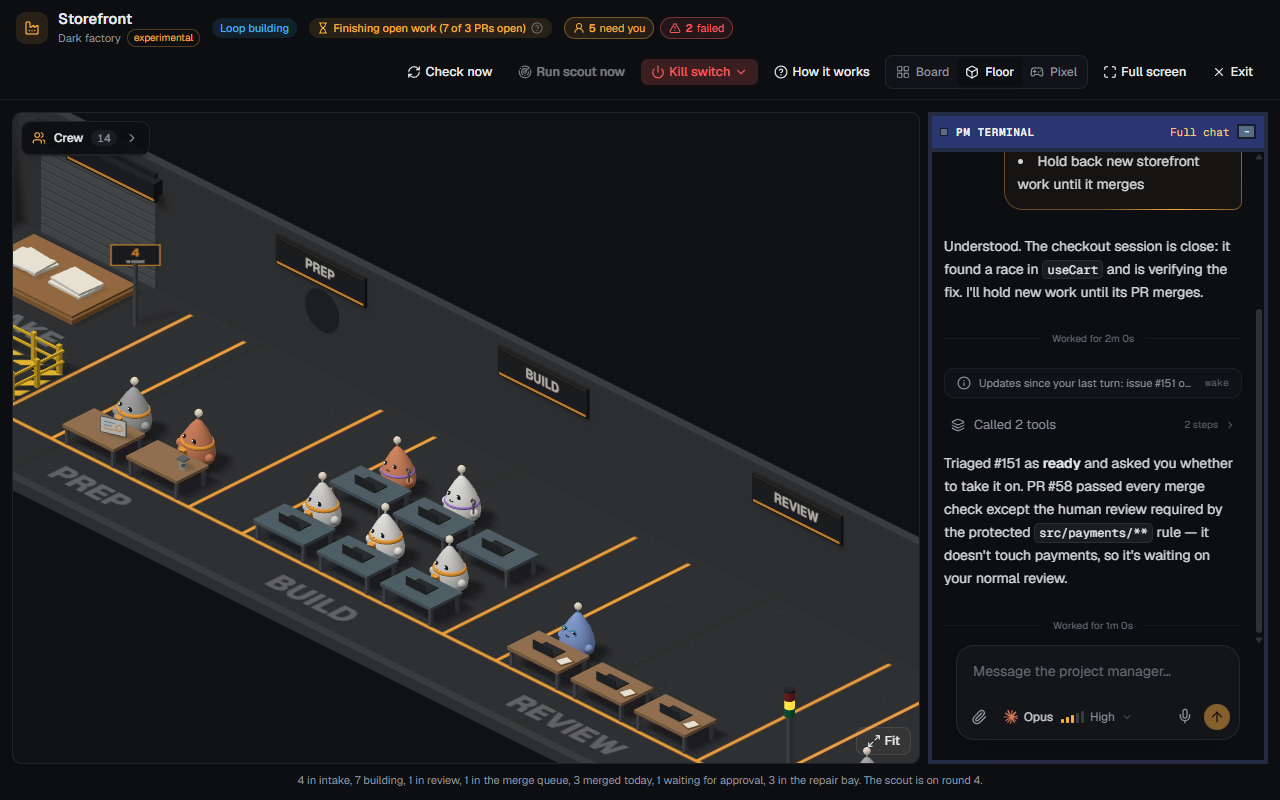 Storefront
Dark factory experimental
Loop building
Finishing open work (7 of 3 PRs open)
5 need you
2 failed
Check now
Run scout now
Kill switch
How it works
Board
Floor
Pixel
Full screen
Exit
Crew 14
4
IN INTAKE
PREP
BUILD
REVIEW
PREP
BUILD
REVIEW
Fit
PM TERMINAL
Full chat
• Hold back new storefront
work until it merges
Understood. The checkout session is close: it
found a race in useCart and is verifying the
fix. I'll hold new work until its PR merges.
Worked for 2m 0s
Updates since your last turn: issue #151 o… wake
Called 2 tools 2 steps
Triaged #151 as ready and asked you whether
to take it on. PR #58 passed every merge
check except the human review required by
the protected src/payments/** rule — it
doesn't touch payments, so it's waiting on
your normal review.
Worked for 1m 0s
Message the project manager…
Opus High
4 in intake, 7 building, 1 in review, 1 in the merge queue, 3 merged today, 1 waiting for approval, 3 in the repair bay. The scout is on round 4.